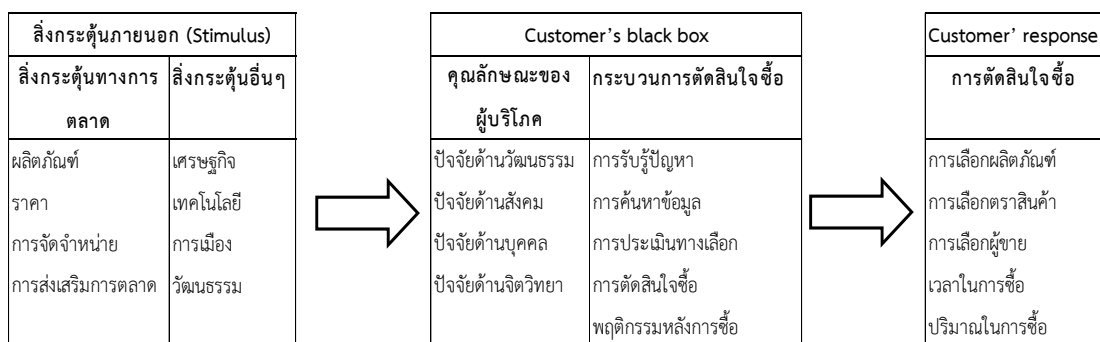 สิ่งกระตุ้นภายนอก (Stimulus)
สิ่งกระตุ้นทางการตลาด
สิ่งกระตุ้นอื่นๆ
ผลิตภัณฑ์
เศรษฐกิจ
ราคา
เทคโนโลยี
การจัดจำหน่าย
การเมือง
การส่งเสริมการตลาด
วัฒนธรรม
Customer's black box
คุณลักษณะของ
ผู้บริโภค
กระบวนการตัดสินใจซื้อ
ปัจจัยด้านวัฒนธรรม
การรับรู้ปัญหา
ปัจจัยด้านสังคม
การค้นหาข้อมูล
ปัจจัยด้านบุคคล
การประเมินทางเลือก
ปัจจัยด้านจิตวิทยา
การตัดสินใจซื้อ
พฤติกรรมหลังการซื้อ
Customer' response
การตัดสินใจซื้อ
การเลือกผลิตภัณฑ์
การเลือกตราสินค้า
การเลือกผู้ขาย
เวลาในการซื้อ
ปริมาณในการซื้อ